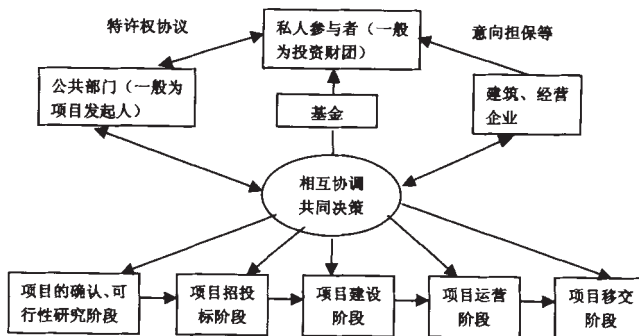 特许权协议
私人参与者（一般
为投资财团）
意向担保等
公共部门（一般为
项目发起人）
基金
建筑、经营
企业
相互协调
共同决策
项目的确认、可
行性研究阶段
项目招投
标阶段
项目建设
阶段
项目运营
阶段
项目移交
阶段